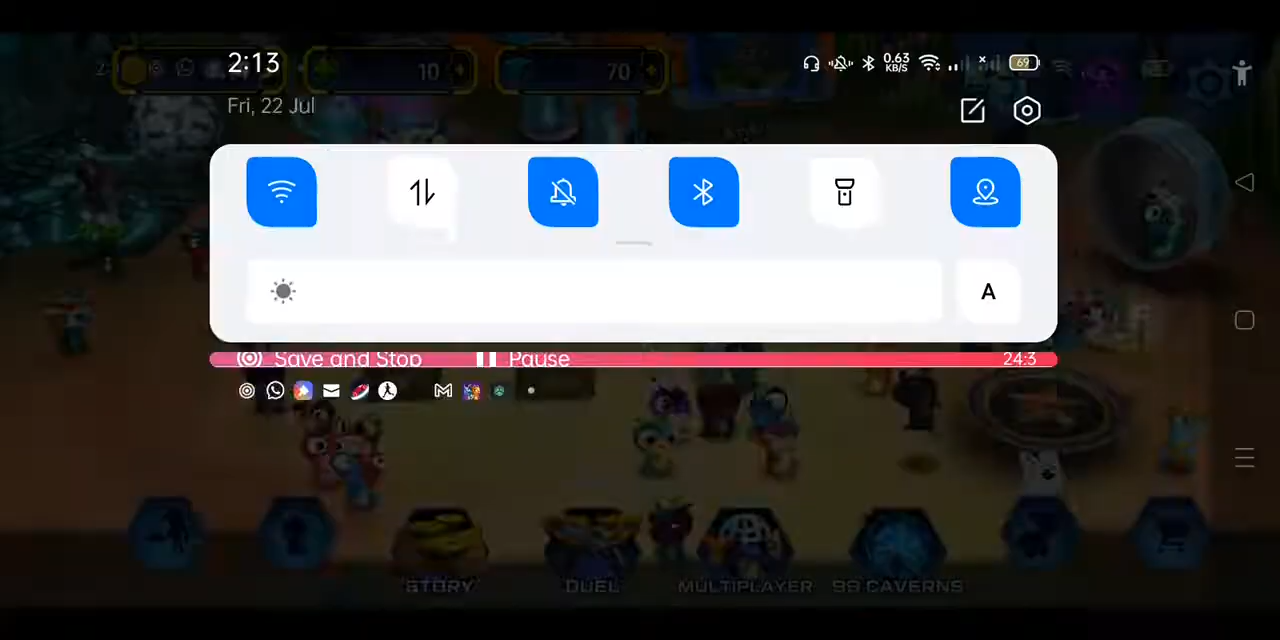 2:13
0.63
KB/S
69
Fri, 22 Jul
10
70
A
Save and Stop
Pause
24:3
STORY
DUEL
MULTIPLAYER
99 CAVERNS